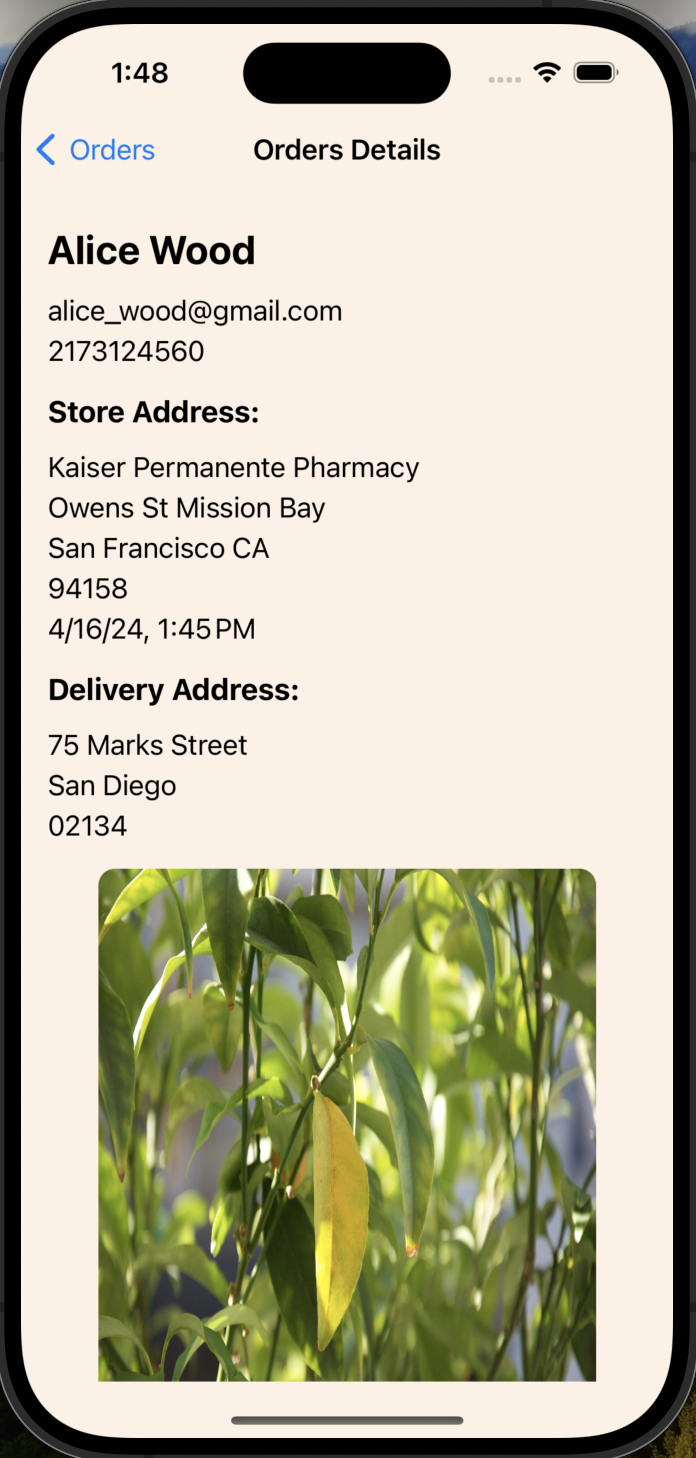 1:48
Orders
Orders Details
Alice Wood
alice_wood@gmail.com
2173124560
Store Address:
Kaiser Permanente Pharmacy
Owens St Mission Bay
San Francisco CA
94158
4/16/24, 1:45 PM
Delivery Address:
75 Marks Street
San Diego
02134